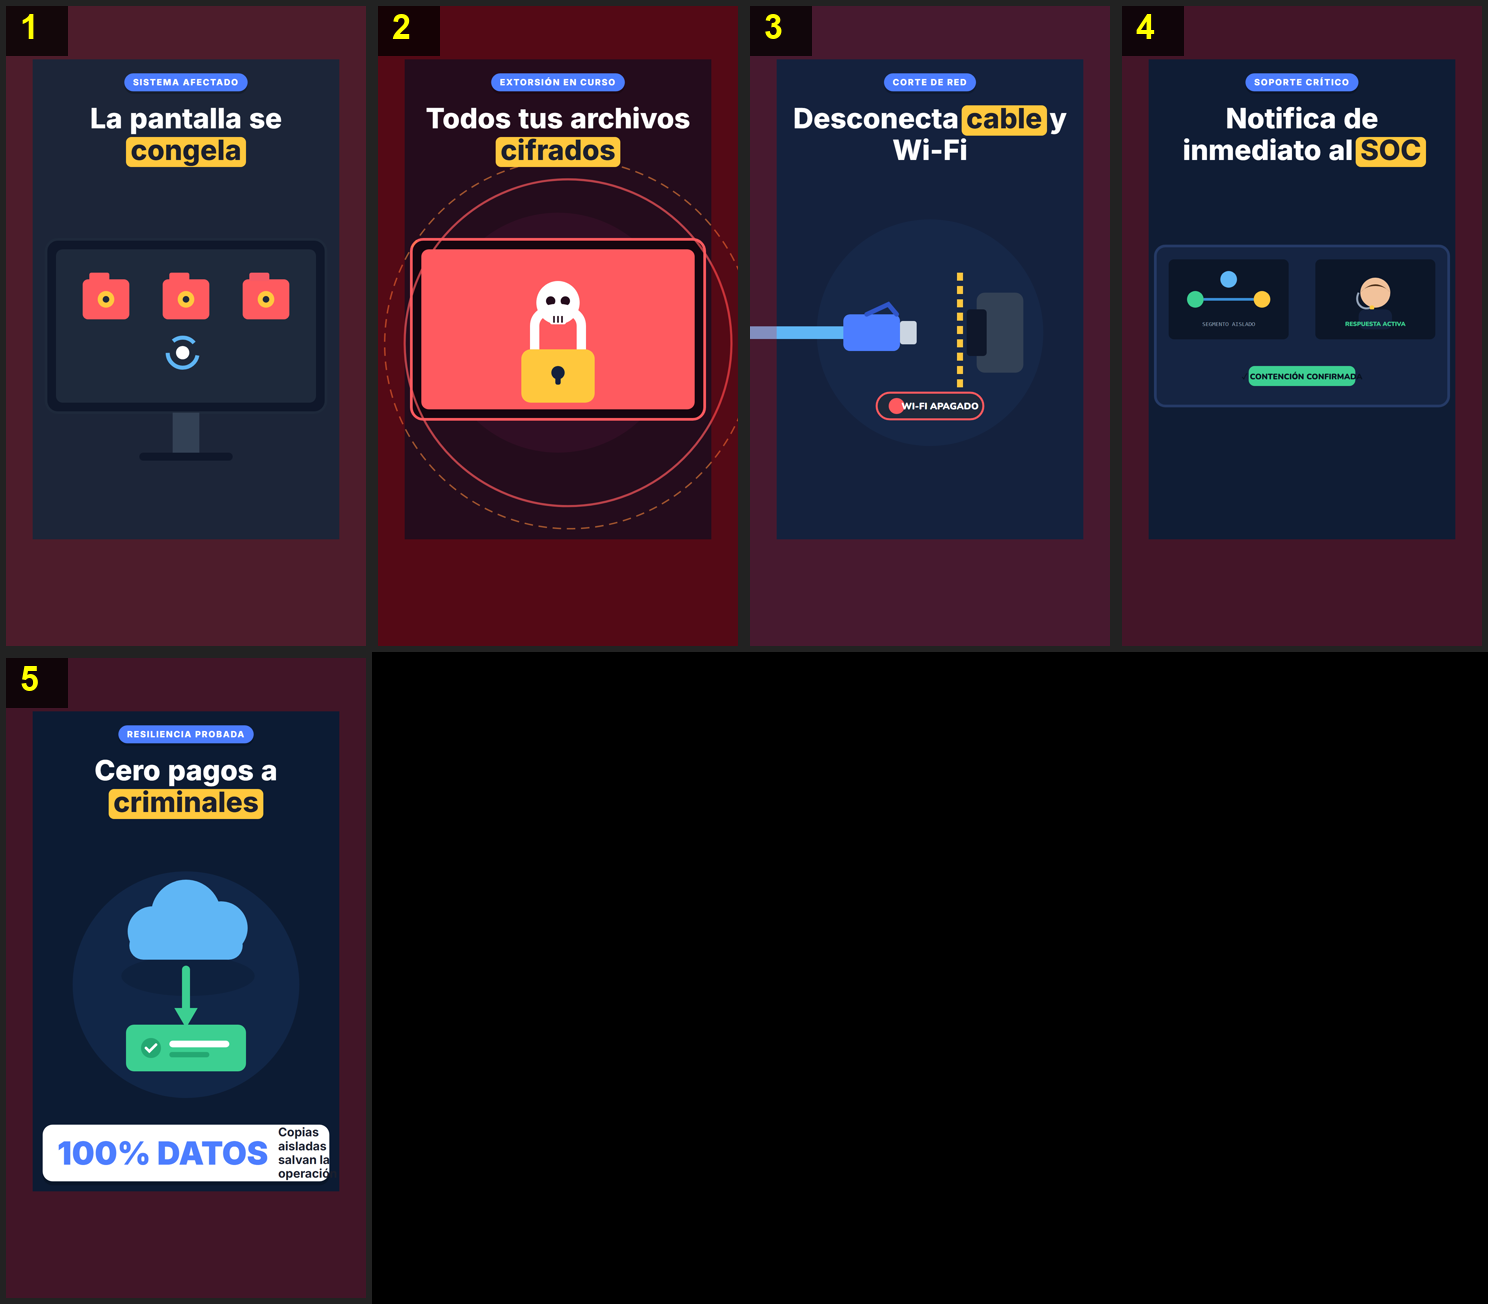 1
SISTEMA AFECTADO
La pantalla se
congela
2
EXTORSIÓN EN CURSO
Todos tus archivos
cifrados
3
CORTE DE RED
Desconecta cable y
Wi-Fi
WI-FI APAGADO
4
SOPORTE CRÍTICO
Notifica de
inmediato al SOC
SEGMENTO AISLADO
RESPUESTA ACTIVA
CONTENCIÓN CONFIRMADA
5
RESILIENCIA PROBADA
Cero pagos a
criminales
100% DATOS
Copias
aisladas
salvan la
operació